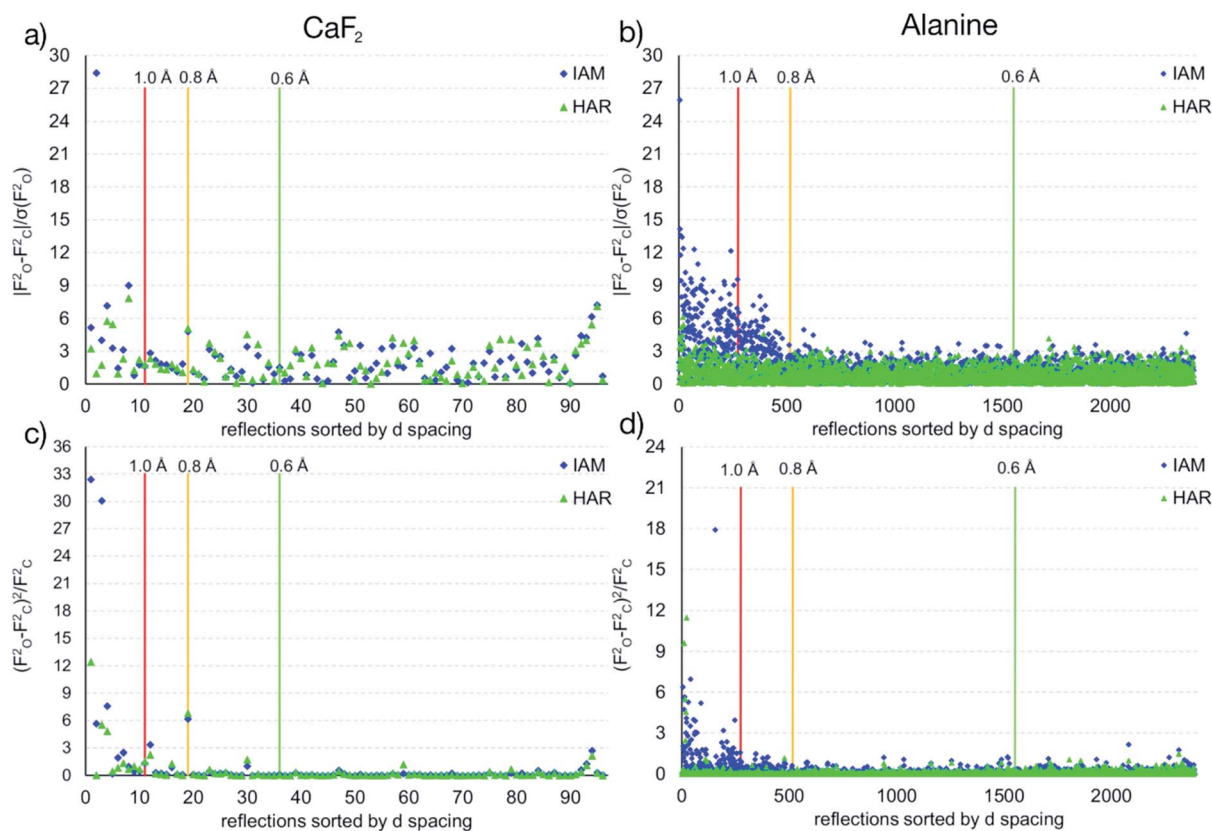 CaF₂
Alanine
a)
30
27
24
21
18
15
12
9
6
3
0
|F²O-F²C|/σ(F²O)
1.0 Å
0.8 Å
0.6 Å
IAM
HAR
0 10 20 30 40 50 60 70 80 90
reflections sorted by d spacing
b)
30
27
24
21
18
15
12
9
6
3
0
|F²O-F²C|/σ(F²O)
1.0 Å
0.8 Å
0.6 Å
IAM
HAR
0 500 1000 1500 2000
reflections sorted by d spacing
c)
36
33
30
27
24
21
18
15
12
9
6
3
0
(F²O-F²C)²/F²C
1.0 Å
0.8 Å
0.6 Å
IAM
HAR
0 10 20 30 40 50 60 70 80 90
reflections sorted by d spacing
d)
24
21
18
15
12
9
6
3
0
(F²O-F²C)²/F²C
1.0 Å
0.8 Å
0.6 Å
IAM
HAR
0 500 1000 1500 2000
reflections sorted by d spacing